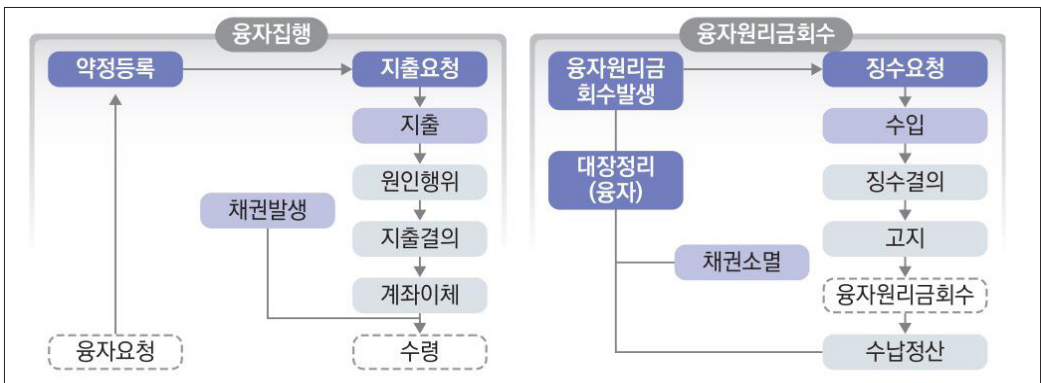 융자집행
약정등록
지출요청
지출
원인행위
채권발생
지출결의
계좌이체
융자요청
수령
융자원리금회수
융자원리금
회수발생
징수요청
수입
대장정리
(융자)
징수결의
고지
채권소멸
융자원리금회수
수납정산